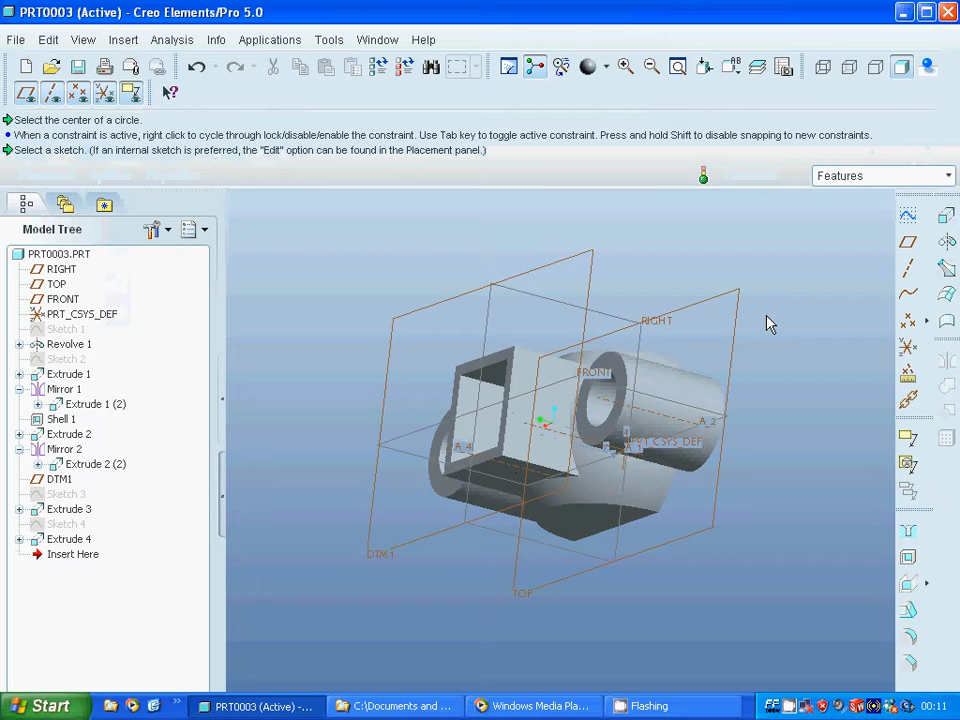 PRT0003 (Active) - Creo Elements/Pro 5.0
File Edit View Insert Analysis Info Applications Tools Window Help
Select the center of a circle.
When a constraint is active, right click to cycle through lock/disable/enable the constraint. Use Tab key to toggle active constraint. Press and hold Shift to disable snapping to new constraints.
Select a sketch. (If an internal sketch is preferred, the "Edit" option can be found in the Placement panel.)
Features
Model Tree
PRT0003.PRT
RIGHT
TOP
FRONT
PRT_CSYS_DEF
Sketch 1
Revolve 1
Sketch 2
Extrude 1
Mirror 1
Extrude 1 (2)
Shell 1
Extrude 2
Mirror 2
Extrude 2 (2)
DTM1
Sketch 3
Extrude 3
Sketch 4
Extrude 4
Insert Here
RIGHT
FRONT
A_2
PRT_CSYS_DEF
A_4
A_1
DTM1
TOP
Start
PRT0003 (Active) -...
C:\Documents and ...
Windows Media Pla...
Flashing
00:11